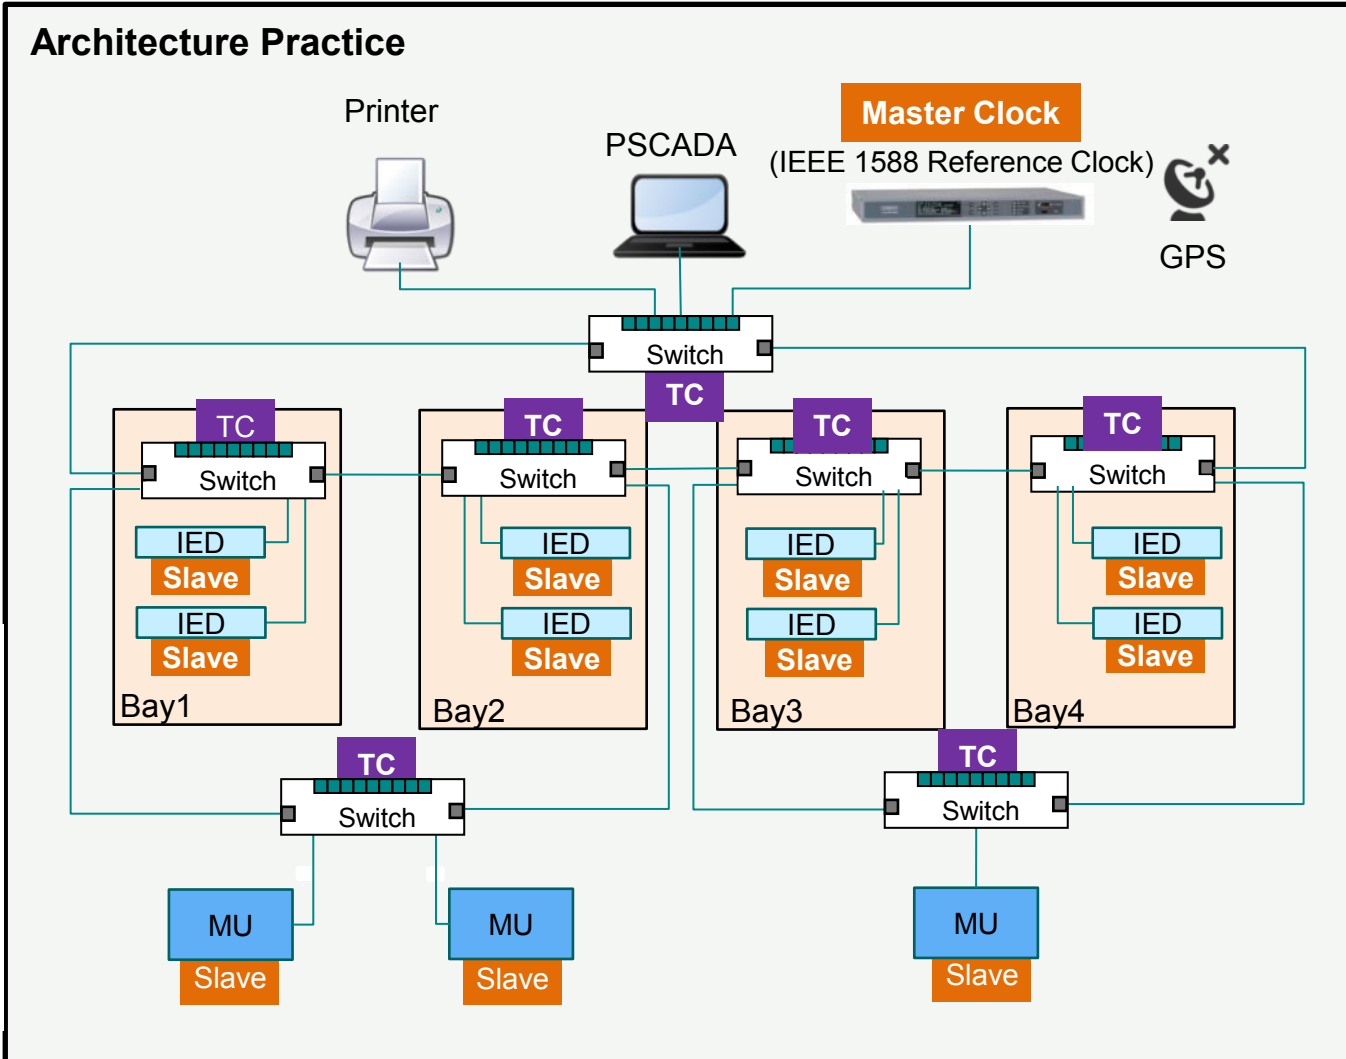 Architecture Practice
Printer
PSCADA
Master Clock
(IEEE 1588 Reference Clock)
GPS
Switch
TC
TC
Switch
IED
Slave
IED
Slave
Bay1
TC
Switch
IED
Slave
IED
Slave
Bay2
TC
Switch
IED
Slave
IED
Slave
Bay3
TC
Switch
IED
Slave
IED
Slave
Bay4
TC
Switch
MU
Slave
MU
Slave
TC
Switch
MU
Slave